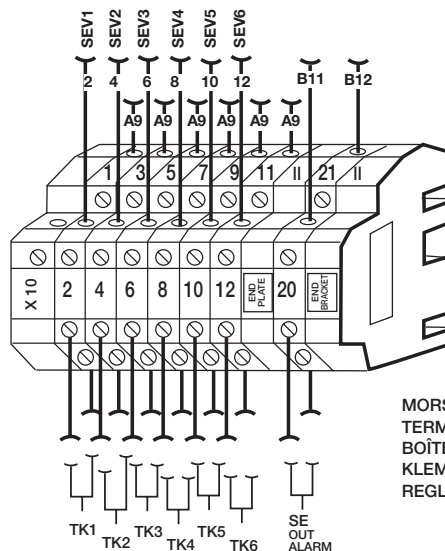 SEV1 SEV2 SEV3 SEV4 SEV5 SEV6
2 4 6 8 10 12 B11 B12
A9 A9 A9 A9 A9 A9
1 3 5 7 9 11 II 21 II
X 10 2 4 6 8 10 12 END PLATE 20 END BRACKET
MORS
TERM
BOÎTE
KLEM
REGL
TK1 TK2 TK3 TK4 TK5 TK6
SE
OUT
ALARM